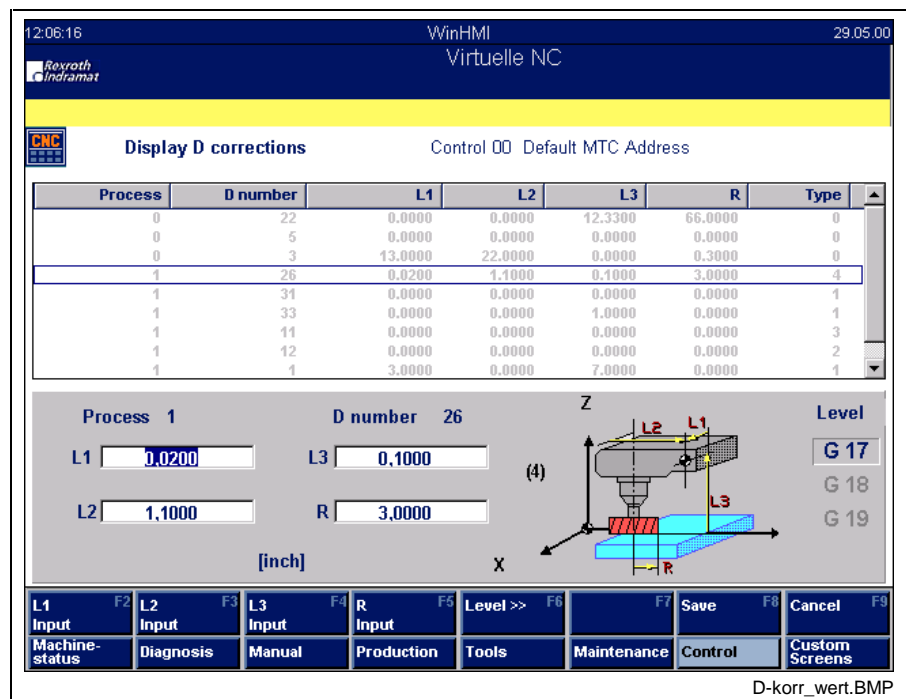 12:06:16 WinHMI 29.05.00
Rexroth Indramat Virtuelle NC
CNC Display D corrections Control 00 Default MTC Address
Process D number L1 L2 L3 R Type
0 22 0.0000 0.0000 12.3300 66.0000 0
0 5 0.0000 0.0000 0.0000 0.0000 0
0 3 13.0000 22.0000 0.0000 0.3000 0
1 26 0.0200 1.1000 0.1000 3.0000 4
1 31 0.0000 0.0000 0.0000 0.0000 1
1 33 0.0000 0.0000 1.0000 0.0000 1
1 11 0.0000 0.0000 0.0000 0.0000 3
1 12 0.0000 0.0000 0.0000 0.0000 2
1 1 3.0000 0.0000 7.0000 0.0000 1
Process 1 D number 26 Z Level
L2 L1
L1 0,0200 L3 0,1000 (4) G 17
G 18
L3
L2 1,1000 R 3,0000 G 19
[inch] X R
L1 Input F2 L2 Input F3 L3 Input F4 R Input F5 Level >> F6 F7 Save F8 Cancel F9
Machine-status Diagnosis Manual Production Tools Maintenance Control Custom Screens
D-korr_wert.BMP